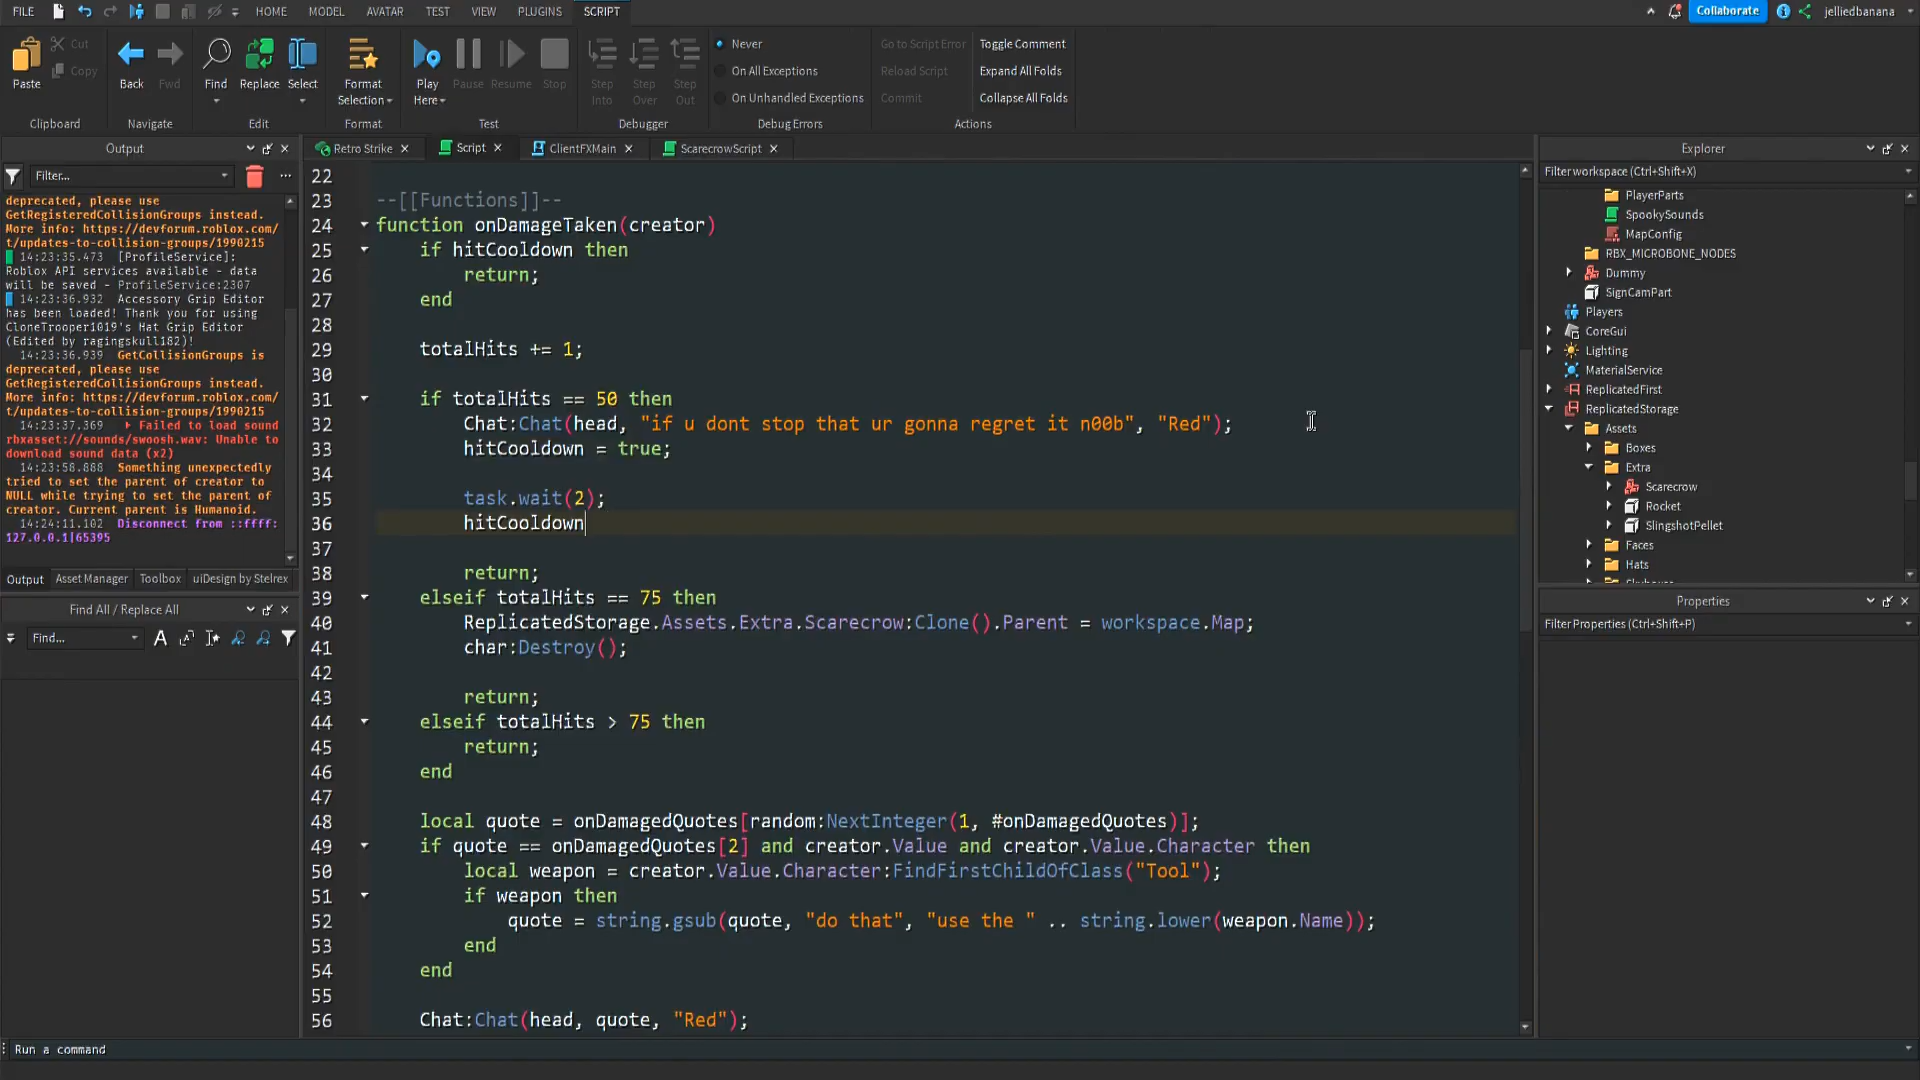 FILE HOME MODEL AVATAR TEST VIEW PLUGINS SCRIPT Collaborate jelliedbanana
Paste Cut Copy
Clipboard
Back Fwd
Navigate
Find Replace Select
Edit
Format Selection
Format
Play Here Pause Resume Stop
Test
Step Into Step Over Step Out
Debugger
Never
On All Exceptions
On Unhandled Exceptions
Debug Errors
Go to Script Error
Reload Script
Commit
Toggle Comment
Expand All Folds
Collapse All Folds
Actions
Output
Filter...
deprecated, please use
GetRegisteredCollisionGroups instead.
More info: https://devforum.roblox.com/
t/updates-to-collision-groups/1990215
14:23:35.473 [ProfileService]:
Roblox API services available - data
will be saved - ProfileService:2307
14:23:36.932 Accessory Grip Editor
has been loaded! Thank you for using
CloneTrooper1019's Hat Grip Editor
(Edited by ragingskull182)!
14:23:36.939 GetCollisionGroups is
deprecated, please use
GetRegisteredCollisionGroups instead.
More info: https://devforum.roblox.com/
t/updates-to-collision-groups/1990215
14:23:37.369 Failed to load sound
rbxasset://sounds/swoosh.wav: Unable to
download sound data (x2)
14:23:58.888 Something unexpectedly
tried to set the parent of creator to
NULL while trying to set the parent of
creator. Current parent is Humanoid.
14:24:11.102 Disconnect from ::ffff:
127.0.0.1|65395
Output Asset Manager Toolbox uiDesign by Stelrex
Find All / Replace All
Find...
Retro Strike Script ClientFXMain ScarecrowScript
22
23 --[[Functions]]--
24 function onDamageTaken(creator)
25 if hitCooldown then
26 return;
27 end
28
29 totalHits += 1;
30
31 if totalHits == 50 then
32 Chat:Chat(head, "if u dont stop that ur gonna regret it n00b", "Red");
33 hitCooldown = true;
34
35 task.wait(2);
36 hitCooldown
37
38 return;
39 elseif totalHits == 75 then
40 ReplicatedStorage.Assets.Extra.Scarecrow:Clone().Parent = workspace.Map;
41 char:Destroy();
42
43 return;
44 elseif totalHits > 75 then
45 return;
46 end
47
48 local quote = onDamagedQuotes[random:NextInteger(1, #onDamagedQuotes)];
49 if quote == onDamagedQuotes[2] and creator.Value and creator.Value.Character then
50 local weapon = creator.Value.Character:FindFirstChildOfClass("Tool");
51 if weapon then
52 quote = string.gsub(quote, "do that", "use the " .. string.lower(weapon.Name));
53 end
54 end
55
56 Chat:Chat(head, quote, "Red");
Explorer
Filter workspace (Ctrl+Shift+X)
PlayerParts
SpookySounds
MapConfig
RBX_MICROBONE_NODES
Dummy
SignCamPart
Players
CoreGui
Lighting
MaterialService
ReplicatedFirst
ReplicatedStorage
Assets
Boxes
Extra
Scarecrow
Rocket
SlingshotPellet
Faces
Hats
Properties
Filter Properties (Ctrl+Shift+P)
Run a command